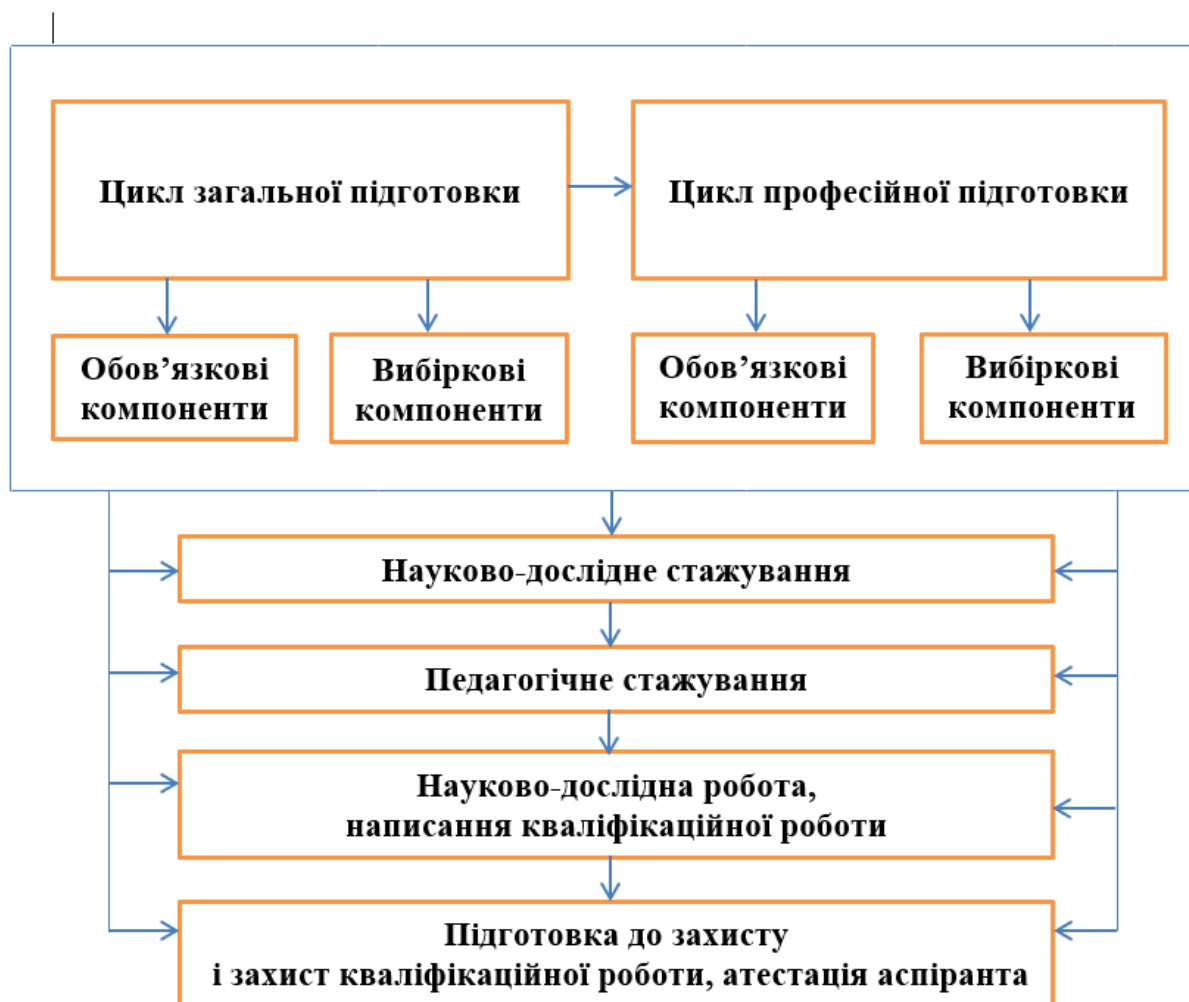 Цикл загальної підготовки
Цикл професійної підготовки
Обов’язкові
компоненти
Вибіркові
компоненти
Обов’язкові
компоненти
Вибіркові
компоненти
Науково-дослідне стажування
Педагогічне стажування
Науково-дослідна робота,
написання кваліфікаційної роботи
Підготовка до захисту
і захист кваліфікаційної роботи, атестація аспіранта